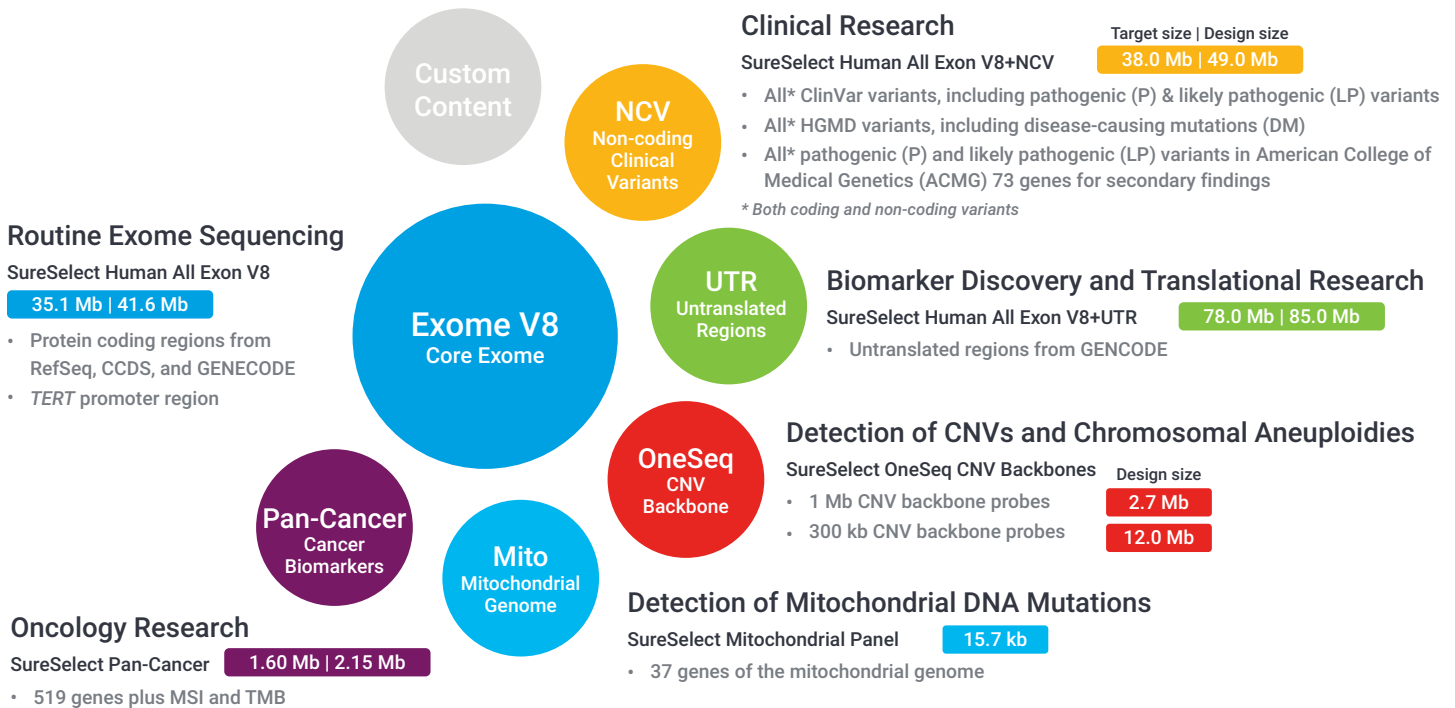 Custom
Content
NCV
Non-coding
Clinical
Variants
Clinical Research
Target size | Design size
SureSelect Human All Exon V8+NCV
38.0 Mb | 49.0 Mb
• All* ClinVar variants, including pathogenic (P) & likely pathogenic (LP) variants
• All* HGMD variants, including disease-causing mutations (DM)
• All* pathogenic (P) and likely pathogenic (LP) variants in American College of
Medical Genetics (ACMG) 73 genes for secondary findings
* Both coding and non-coding variants
Routine Exome Sequencing
SureSelect Human All Exon V8
35.1 Mb | 41.6 Mb
• Protein coding regions from
RefSeq, CCDS, and GENECODE
• TERT promoter region
Exome V8
Core Exome
UTR
Untranslated
Regions
Biomarker Discovery and Translational Research
SureSelect Human All Exon V8+UTR
78.0 Mb | 85.0 Mb
• Untranslated regions from GENCODE
OneSeq
CNV
Backbone
Detection of CNVs and Chromosomal Aneuploidies
SureSelect OneSeq CNV Backbones
Design size
• 1 Mb CNV backbone probes
2.7 Mb
• 300 kb CNV backbone probes
12.0 Mb
Pan-Cancer
Cancer
Biomarkers
Mito
Mitochondrial
Genome
Detection of Mitochondrial DNA Mutations
SureSelect Mitochondrial Panel
15.7 kb
• 37 genes of the mitochondrial genome
Oncology Research
SureSelect Pan-Cancer
1.60 Mb | 2.15 Mb
• 519 genes plus MSI and TMB